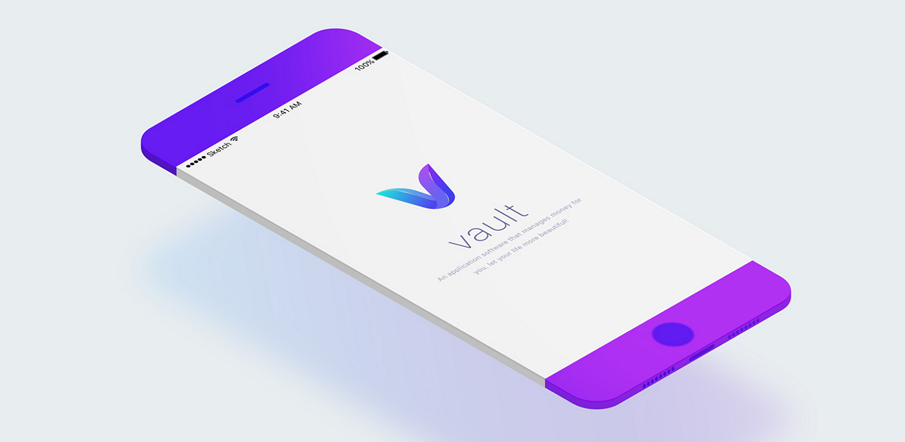 Sketch 9:41 AM 100%
vault
An application software that manages money for
you, let your life more beautiful!